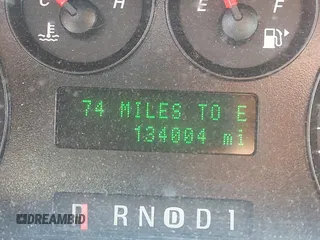 C H E F
74 MILES TO E
134004 mi
R N D D 1
DREAMBID